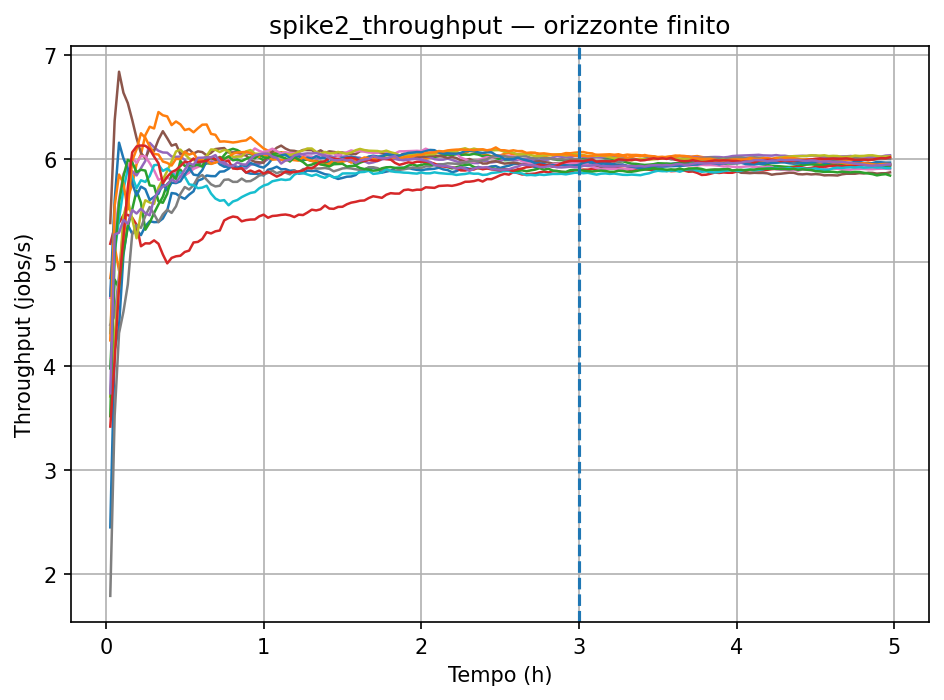 spike2_throughput — orizzonte finito
Throughput (jobs/s)
7
6
5
4
3
2
0 1 2 3 4 5
Tempo (h)